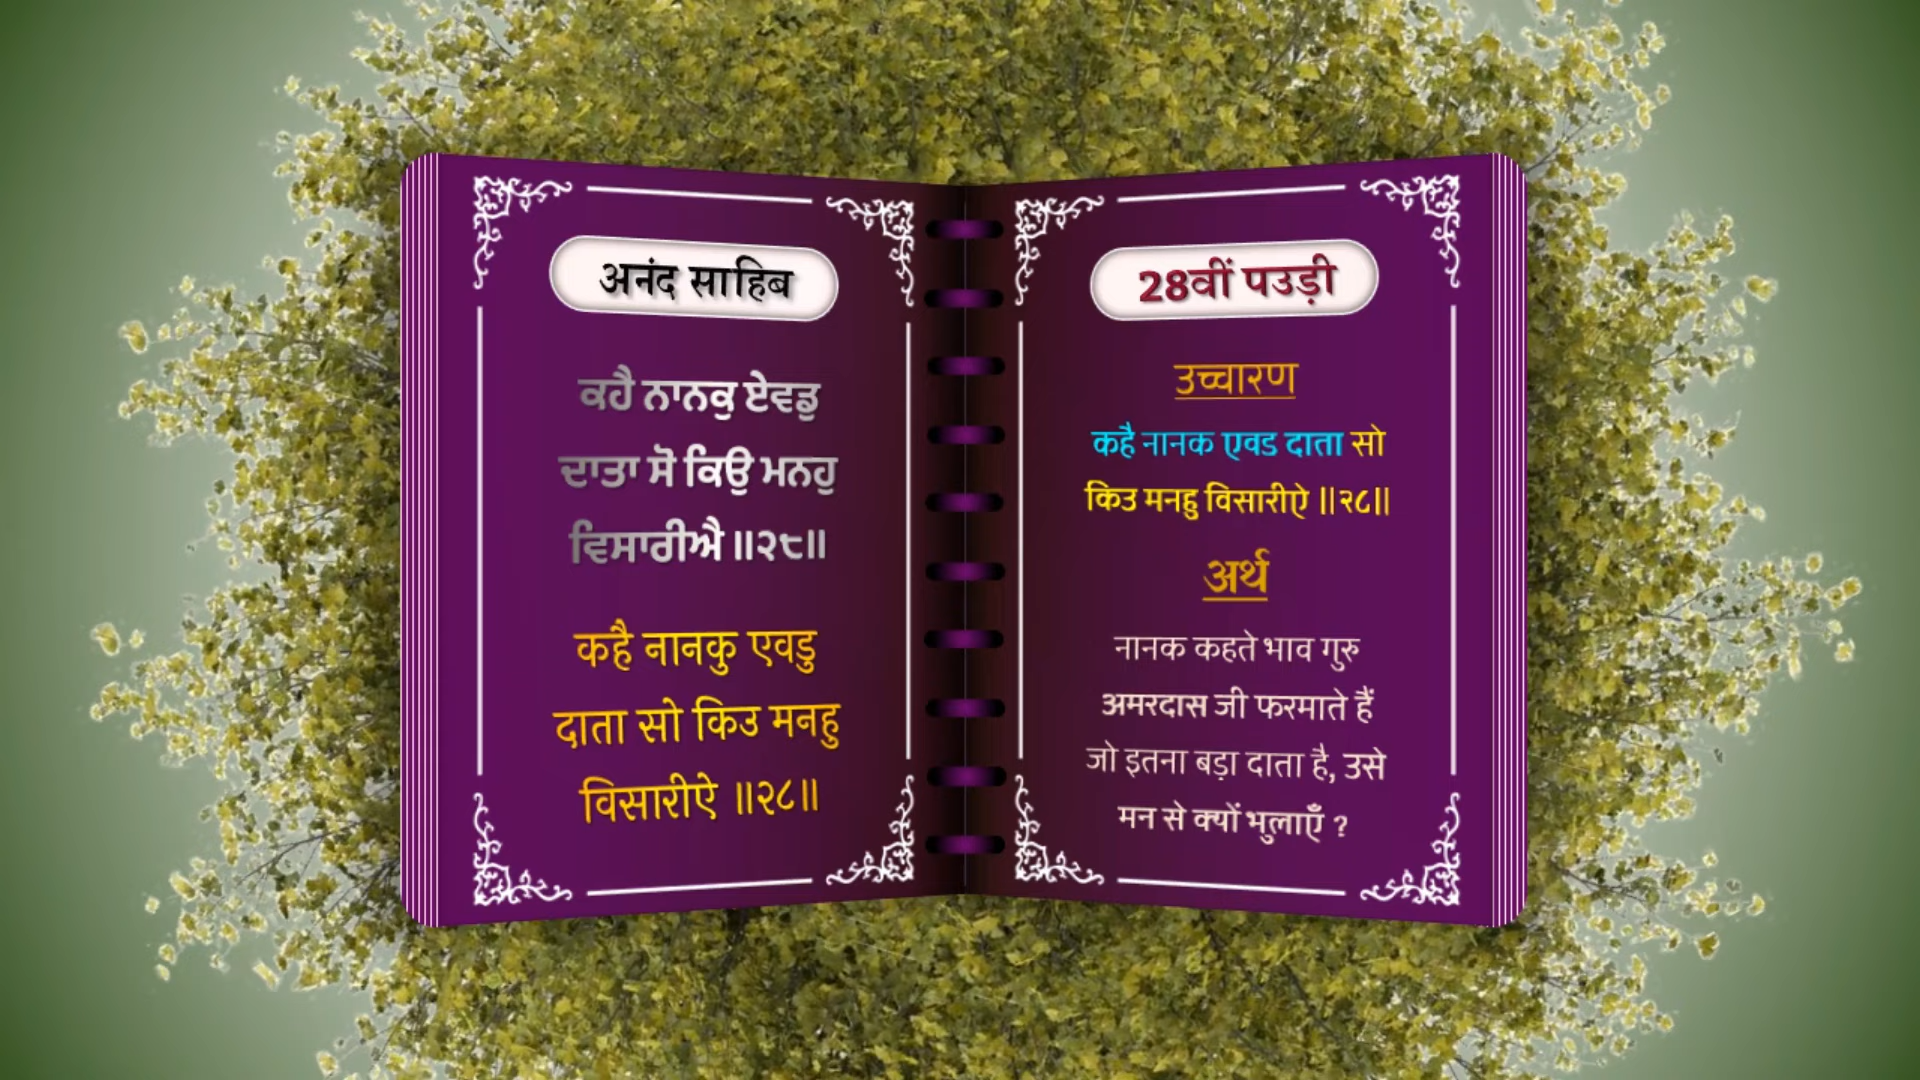 अनंद साहिब
ਕਹੈ ਨਾਨਕੁ ਏਵਡੁ
ਦਾਤਾ ਸੋ ਕਿਉ ਮਨਹੁ
ਵਿਸਾਰੀਐ ॥੨੮॥
कहै नानकु एवडु
दाता सो किउ मनहु
विसारीऐ ॥२८॥
28वीं पउड़ी
उच्चारण
कहै नानक एवड दाता सो
किउ मनहु विसारीऐ ||२८||
अर्थ
नानक कहते भाव गुरु
अमरदास जी फरमाते हैं
जो इतना बड़ा दाता है, उसे
मन से क्यों भुलाएँ ?